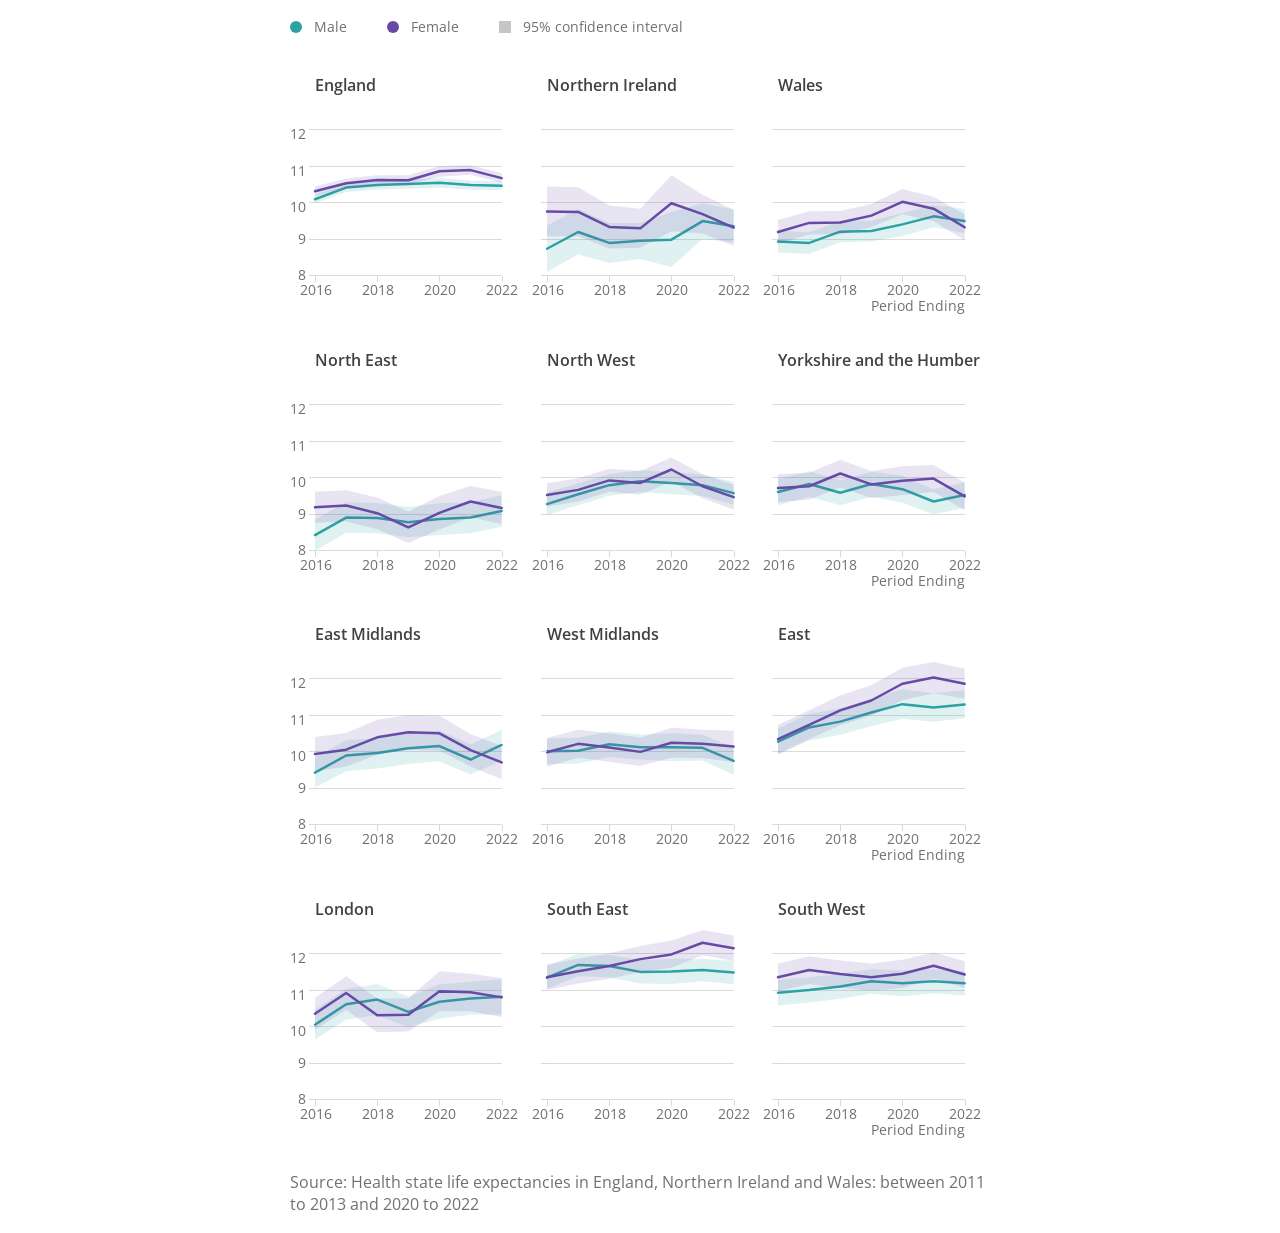 Male Female 95% confidence interval
England Northern Ireland Wales
12
11
10
9
8
2016 2018 2020 2022 2016 2018 2020 2022 2016 2018 2020 2022
Period Ending
North East North West Yorkshire and the Humber
12
11
10
9
8
2016 2018 2020 2022 2016 2018 2020 2022 2016 2018 2020 2022
Period Ending
East Midlands West Midlands East
12
11
10
9
8
2016 2018 2020 2022 2016 2018 2020 2022 2016 2018 2020 2022
Period Ending
London South East South West
12
11
10
9
8
2016 2018 2020 2022 2016 2018 2020 2022 2016 2018 2020 2022
Period Ending
Source: Health state life expectancies in England, Northern Ireland and Wales: between 2011
to 2013 and 2020 to 2022